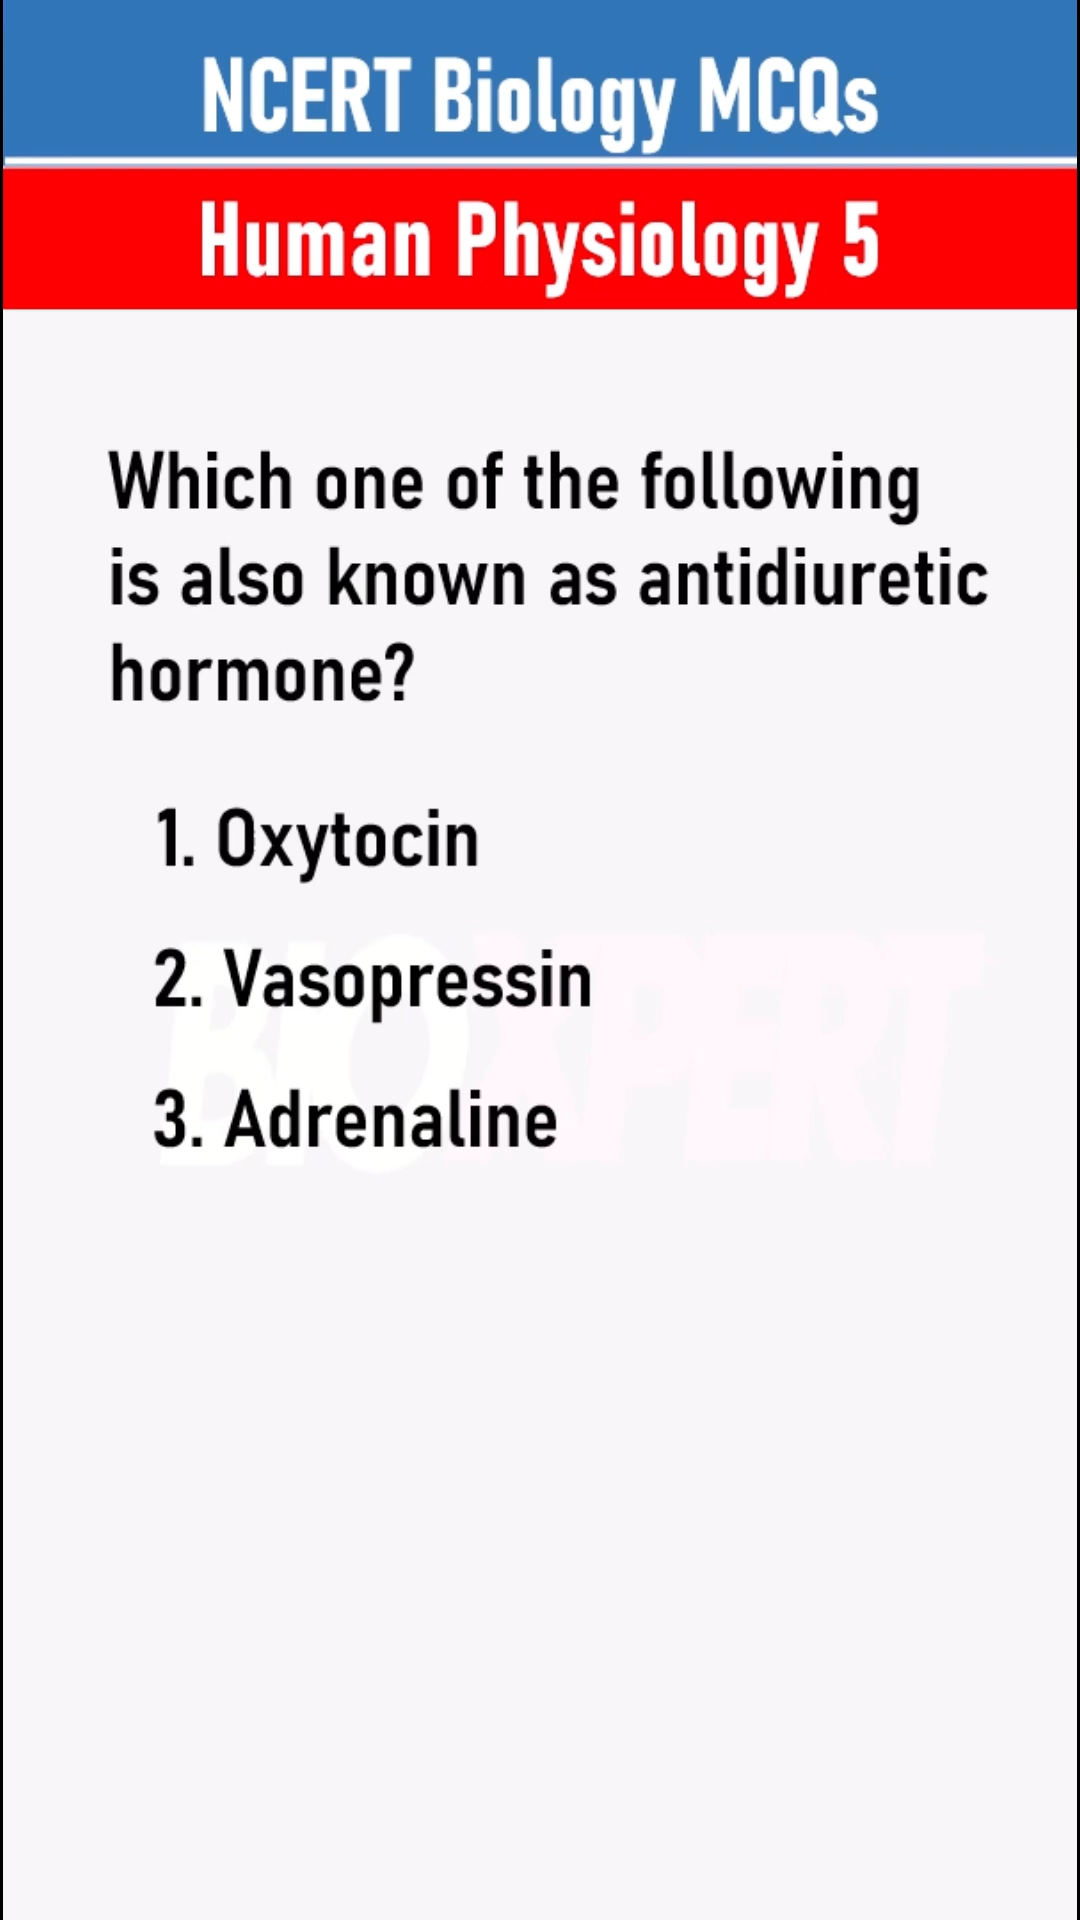 NCERT Biology MCQs
Human Physiology 5
Which one of the following
is also known as antidiuretic
hormone?
1. Oxytocin
2. Vasopressin
BIOXPERT
3. Adrenaline